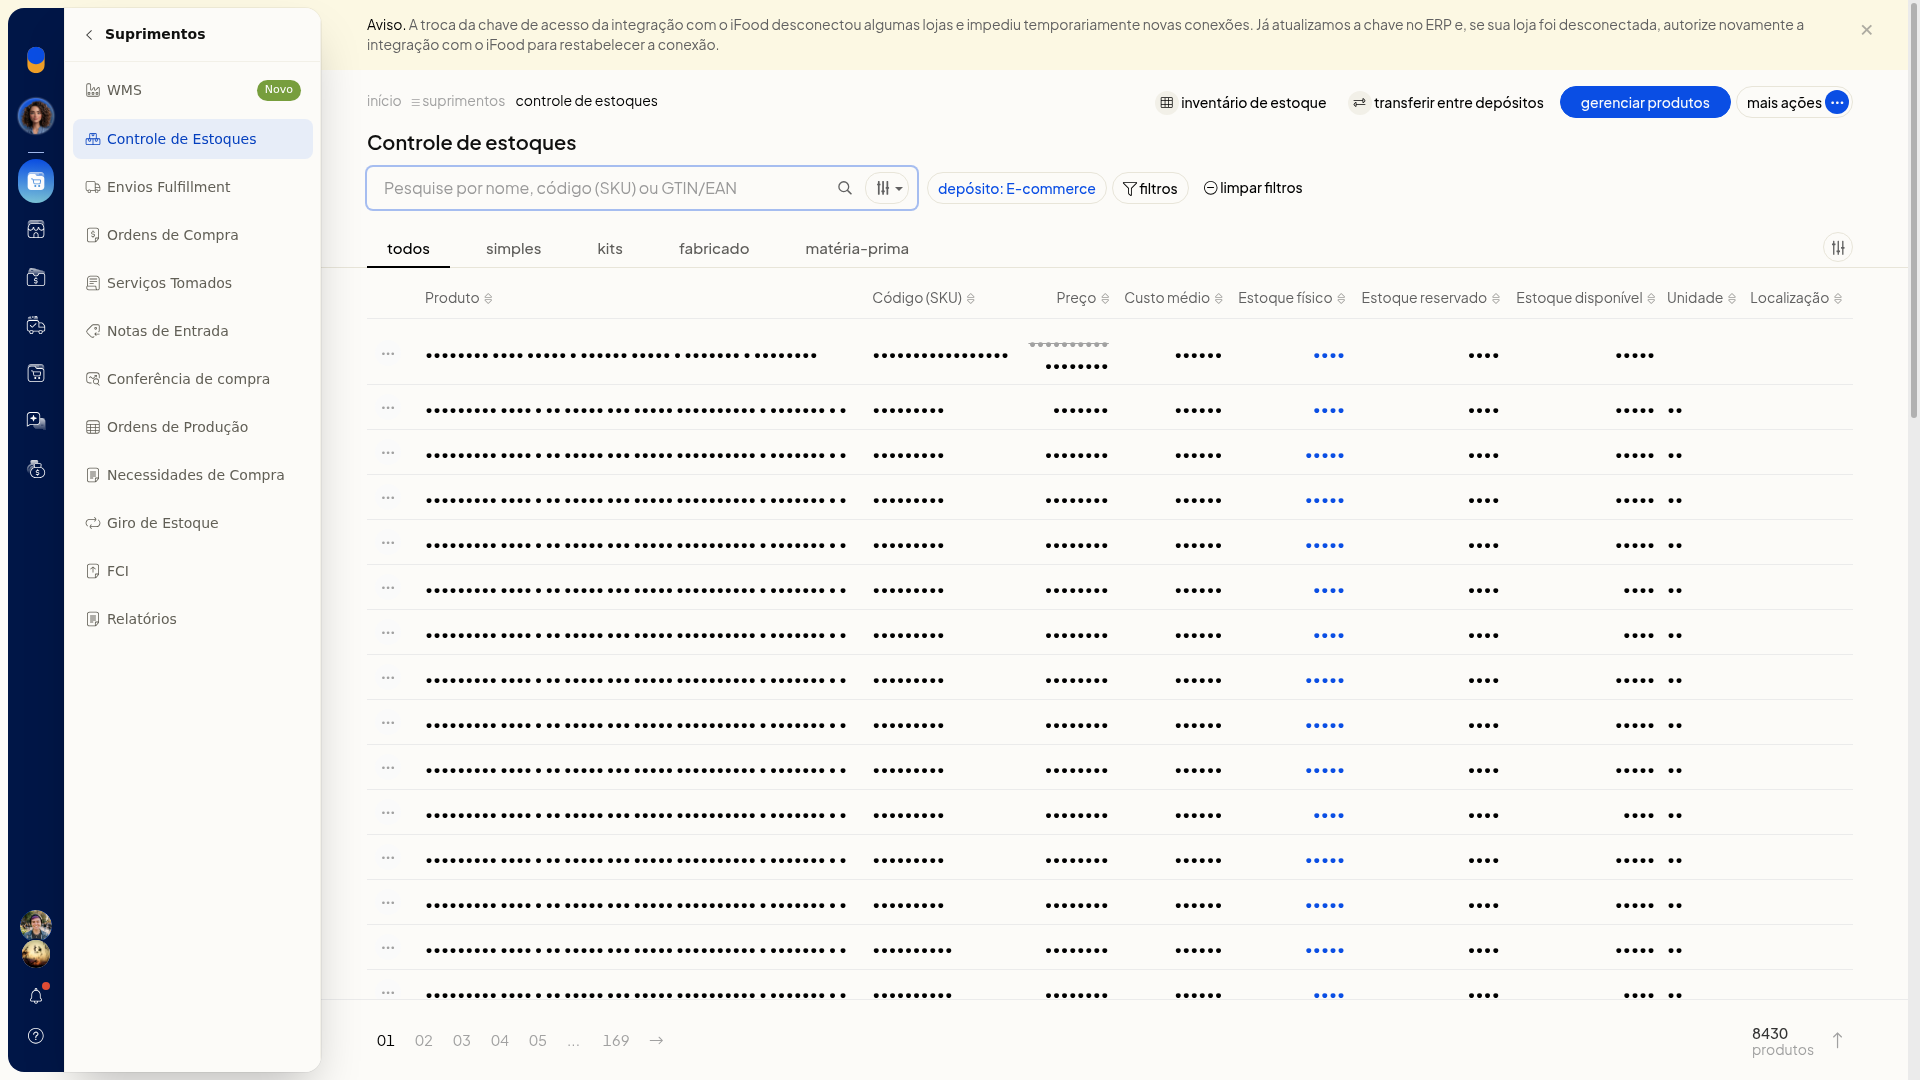 Suprimentos
WMS
Novo
Controle de Estoques
Envios Fulfillment
Ordens de Compra
Serviços Tomados
Notas de Entrada
Conferência de compra
Ordens de Produção
Necessidades de Compra
Giro de Estoque
FCI
Relatórios
Aviso. A troca da chave de acesso da integração com o iFood desconectou algumas lojas e impediu temporariamente novas conexões. Já atualizamos a chave no ERP e, se sua loja foi desconectada, autorize novamente a
integração com o iFood para restabelecer a conexão.
início suprimentos controle de estoques
inventário de estoque transferir entre depósitos gerenciar produtos mais ações
Controle de estoques
Pesquise por nome, código (SKU) ou GTIN/EAN
depósito: E-commerce filtros limpar filtros
todos simples kits fabricado matéria-prima
Produto Código (SKU) Preço Custo médio Estoque físico Estoque reservado Estoque disponível Unidade Localização
01 02 03 04 05 ... 169 →
8430
produtos ↑